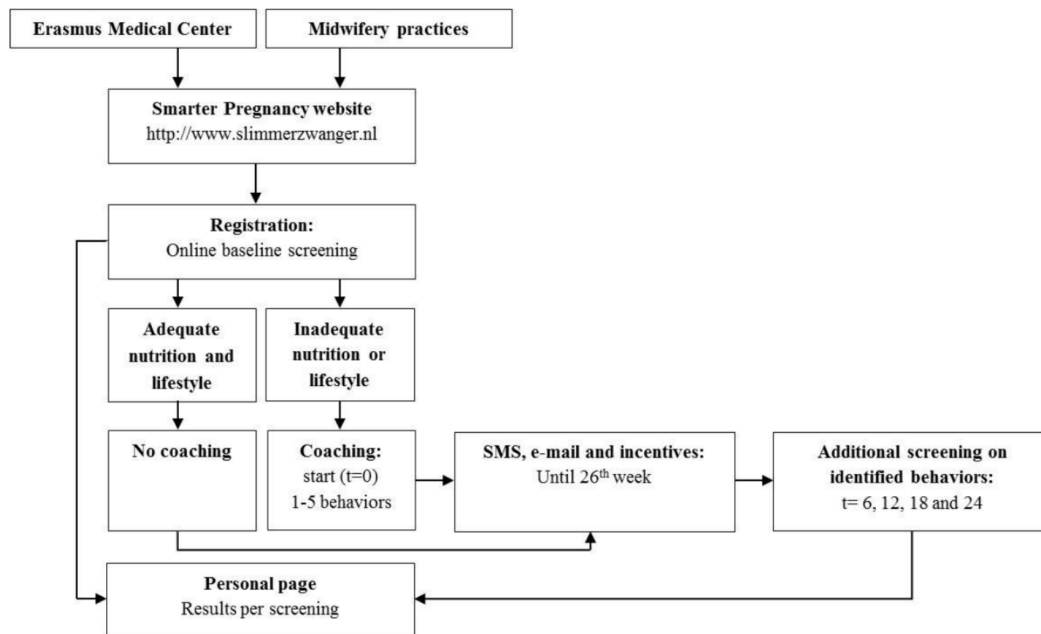 Erasmus Medical Center
Midwifery practices
Smarter Pregnancy website
http://www.slimmerzwanger.nl
Registration:
Online baseline screening
Adequate
nutrition and
lifestyle
Inadequate
nutrition or
lifestyle
No coaching
Coaching:
start (t=0)
1-5 behaviors
SMS, e-mail and incentives:
Until 26th week
Additional screening on
identified behaviors:
t= 6, 12, 18 and 24
Personal page
Results per screening